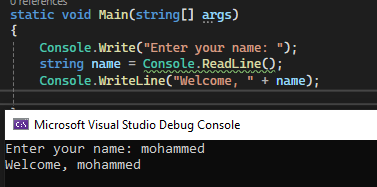 0 references
static void Main(string[] args)
{
Console.Write("Enter your name: ");
string name = Console.ReadLine();
Console.WriteLine("Welcome, " + name);
C:\
Microsoft Visual Studio Debug Console
Enter your name: mohammed
Welcome, mohammed